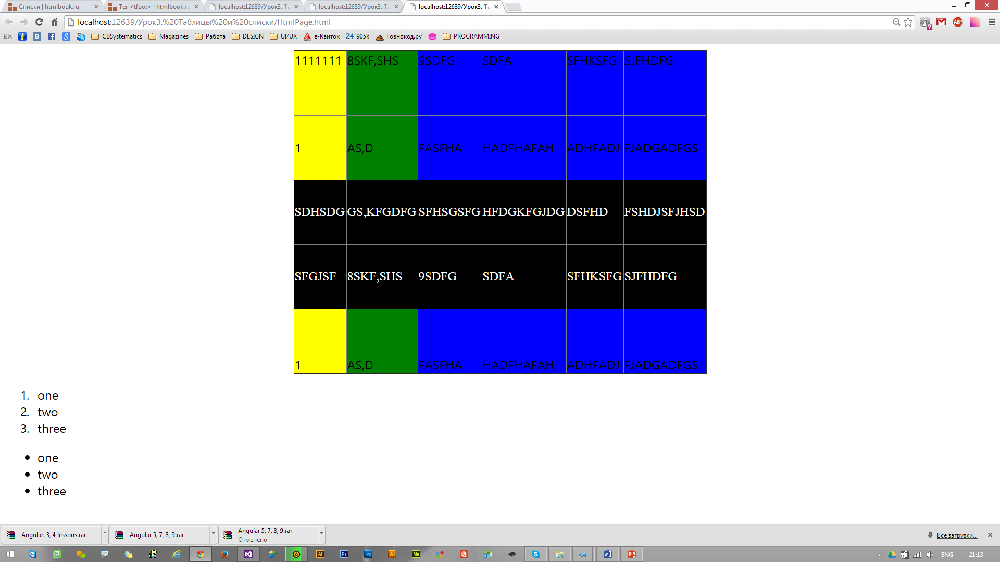 Списки | htmlbook.ru
Тег <tfoot> | htmlbook.ru
localhost:12639/Урок3. Та
localhost:12639/Урок3. Та
localhost:12639/Урок3. Та
localhost:12639/Урок3.%20Таблицы%20и%20списки/HtmlPage.html
CBSystematics Magazines Работа DESIGN UI/UX е-Квиток 24 905k Говнокод.ру PROGRAMMING
1111111 8SKF,SHS 9SDFG SDFA SFHKSFG SJFHDFG
1 AS,D FASFHA HADFHAFAH ADHFADJ FJADGADFGS
SDHSDG GS,KFGDFG SFHSGSFG HFDGKFGJDG DSFHD FSHDJSFJHSD
SFGJSF 8SKF,SHS 9SDFG SDFA SFHKSFG SJFHDFG
1 AS,D FASFHA HADFHAFAH ADHFADJ FJADGADFGS
1. one
2. two
3. three
• one
• two
• three
Angular. 3, 4 lessons.rar
Angular 5, 7, 8, 9.rar
Angular 5, 7, 8, 9.rar
Отменено
Все загрузки...
ENG 21:13